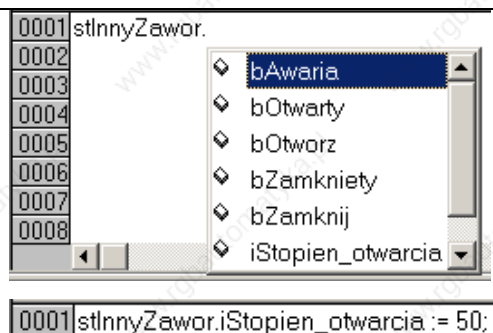 0001 stInnyZawor.
0002
bAwaria
0003
0004
bOtwarty
0005
bOtworz
0006
bZamkniety
0007
bZamknij
0008
iStopien_otwarcia
0001 stInnyZawor.iStopien_otwarcia := 50;